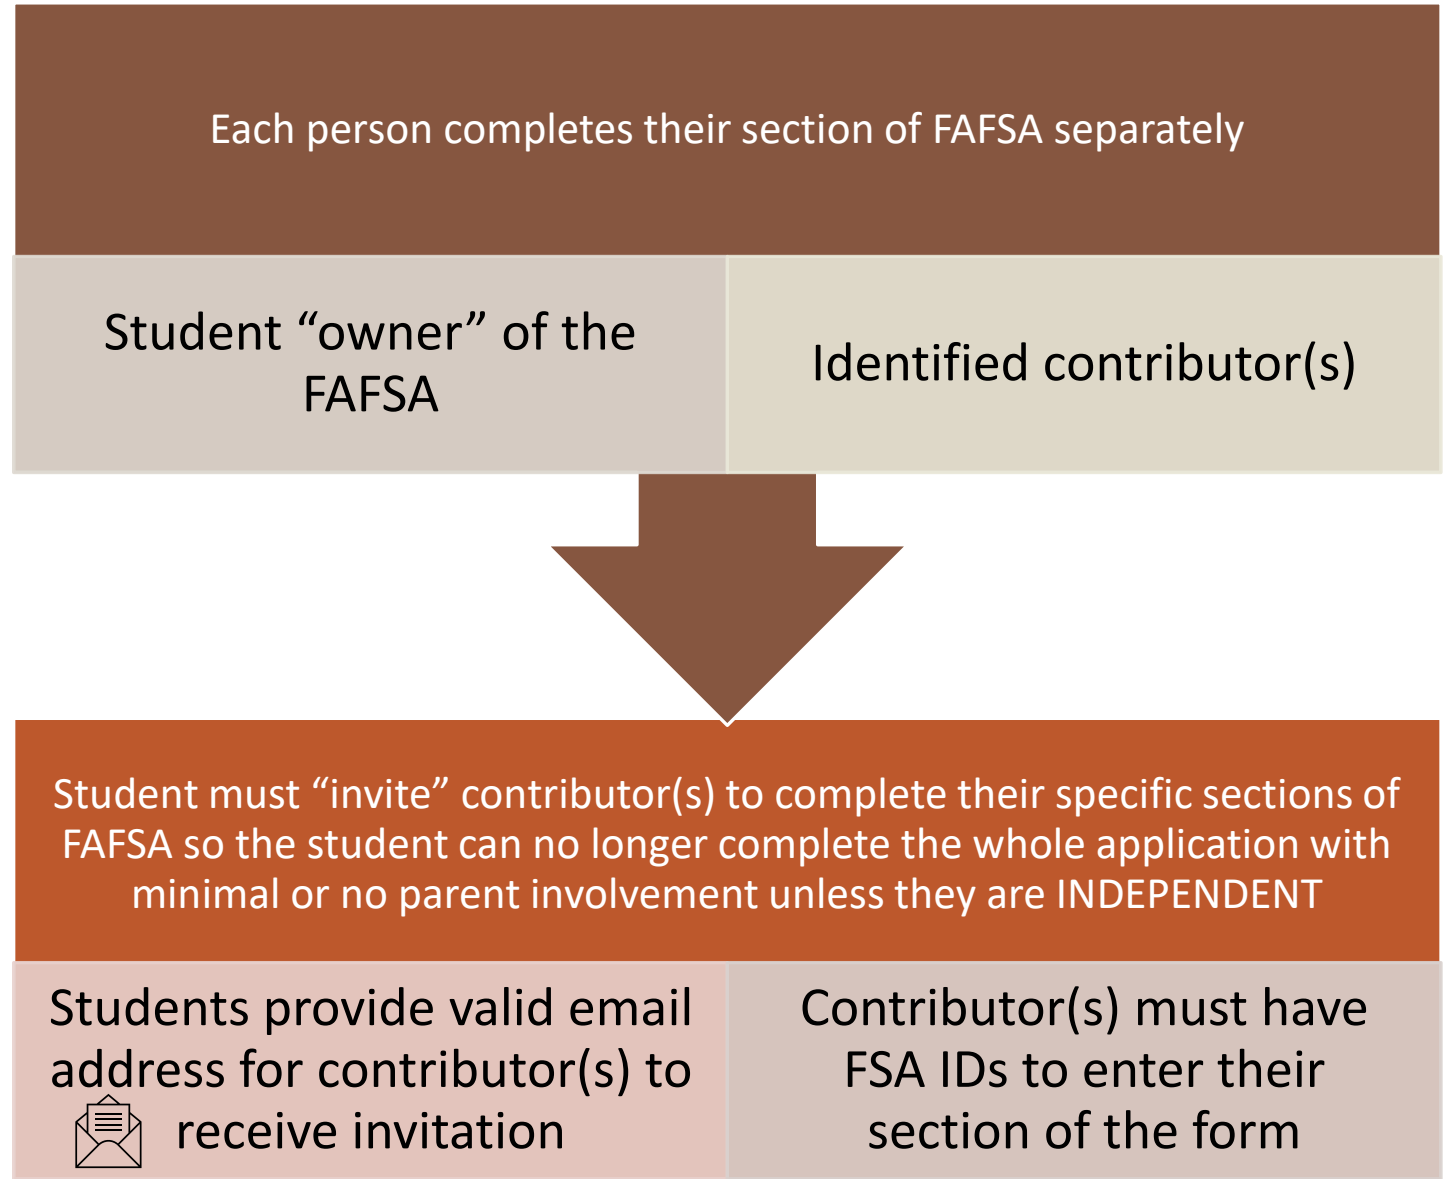 Each person completes their section of FAFSA separately
Student “owner” of the
FAFSA
Identified contributor(s)
Student must “invite” contributor(s) to complete their specific sections of
FAFSA so the student can no longer complete the whole application with
minimal or no parent involvement unless they are INDEPENDENT
Students provide valid email
address for contributor(s) to
receive invitation
Contributor(s) must have
FSA IDs to enter their
section of the form